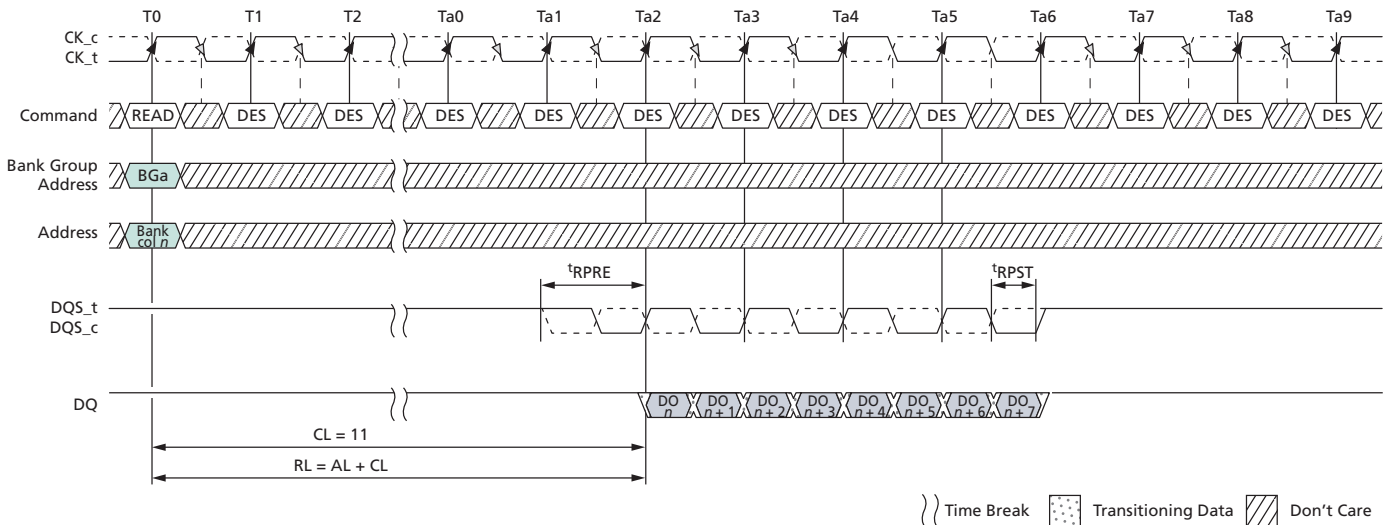 T0 T1 T2 Ta0 Ta1 Ta2 Ta3 Ta4 Ta5 Ta6 Ta7 Ta8 Ta9
CK_c
CK_t
Command READ DES DES DES DES DES DES DES DES DES DES DES DES
Bank Group
Address
BGa
Address
Bank
col n
tRPRE
tRPST
DQS_t
DQS_c
DQ
DO DO DO DO DO DO DO DO
n n + 1 n + 2 n + 3 n + 4 n + 5 n + 6 n + 7
CL = 11
RL = AL + CL
Time Break Transitioning Data Don't Care